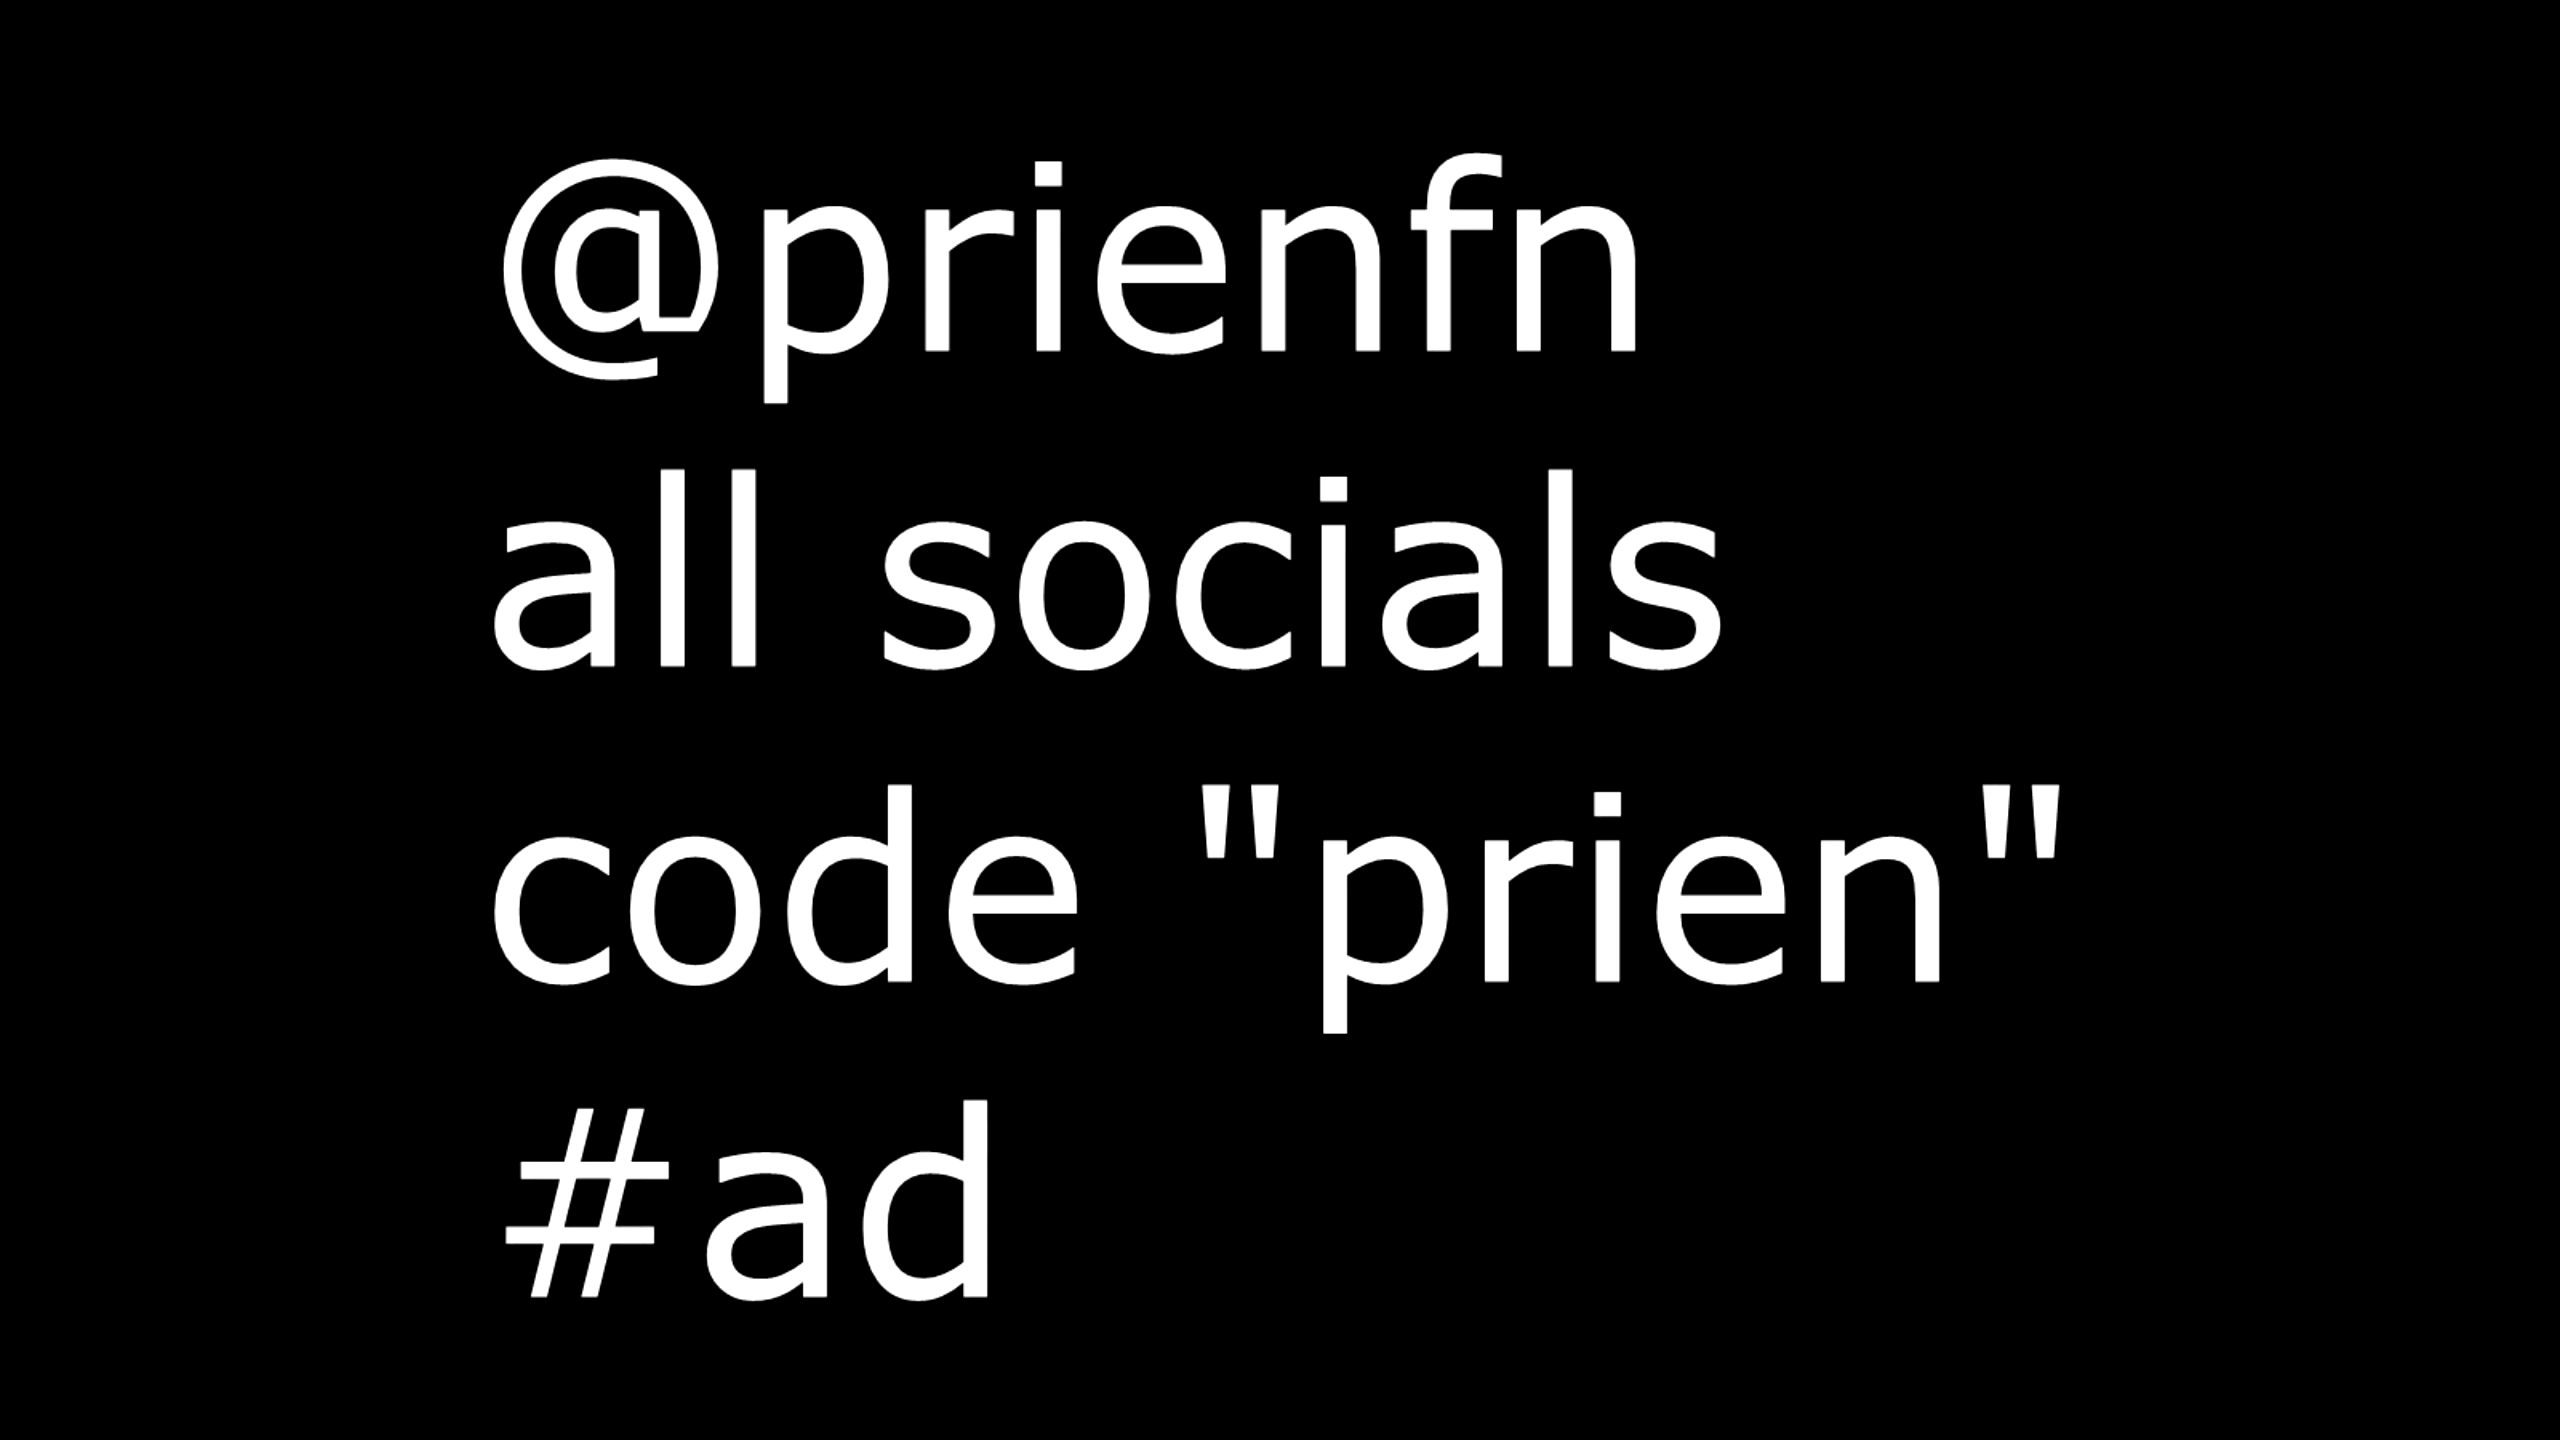 @prienfn
all socials
code "prien"
#ad